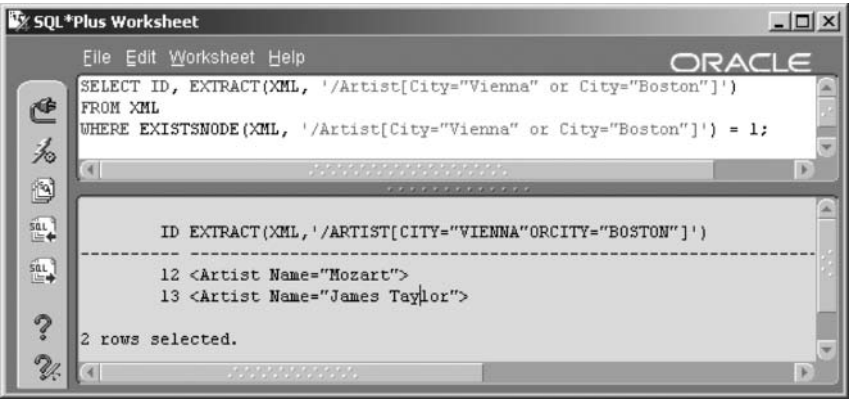 SQL*Plus Worksheet
File Edit Worksheet Help
ORACLE
SELECT ID, EXTRACT(XML, '/Artist[City="Vienna" or City="Boston"]')
FROM XML
WHERE EXISTSNODE(XML, '/Artist[City="Vienna" or City="Boston"]') = 1;
SQL
SQL
ID EXTRACT(XML,'/ARTIST[CITY="VIENNA"ORCITY="BOSTON"]')
---------- --------------------------------------------------------------
12 <Artist Name="Mozart">
13 <Artist Name="James Taylor">
2 rows selected.